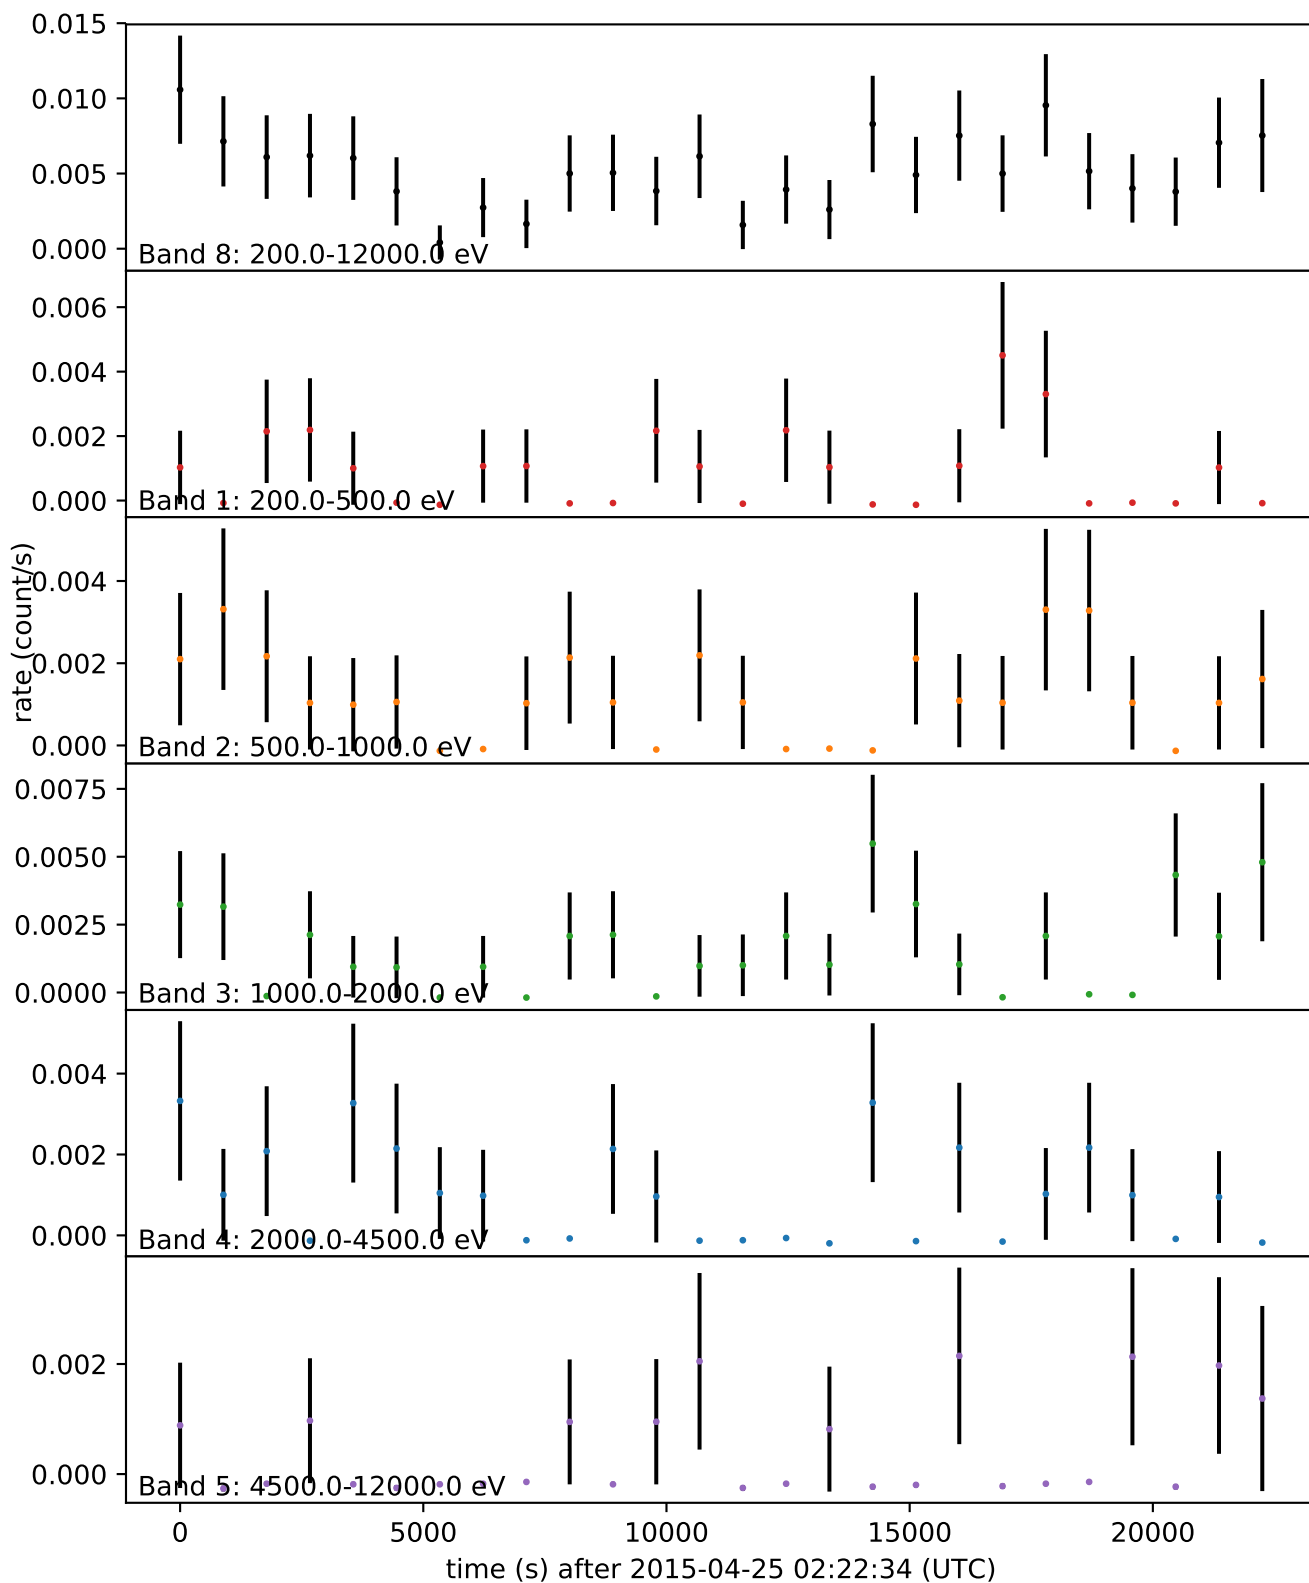 0.015
0.010
0.005
0.000
Band 8: 200.0-12000.0 eV
0.006
0.004
0.002
0.000
Band 1: 200.0-500.0 eV
rate (count/s)
0.004
0.002
0.000
Band 2: 500.0-1000.0 eV
0.0075
0.0050
0.0025
0.0000
Band 3: 1000.0-2000.0 eV
0.004
0.002
0.000
Band 4: 2000.0-4500.0 eV
0.002
0.000
Band 5: 4500.0-12000.0 eV
0 5000 10000 15000 20000
time (s) after 2015-04-25 02:22:34 (UTC)